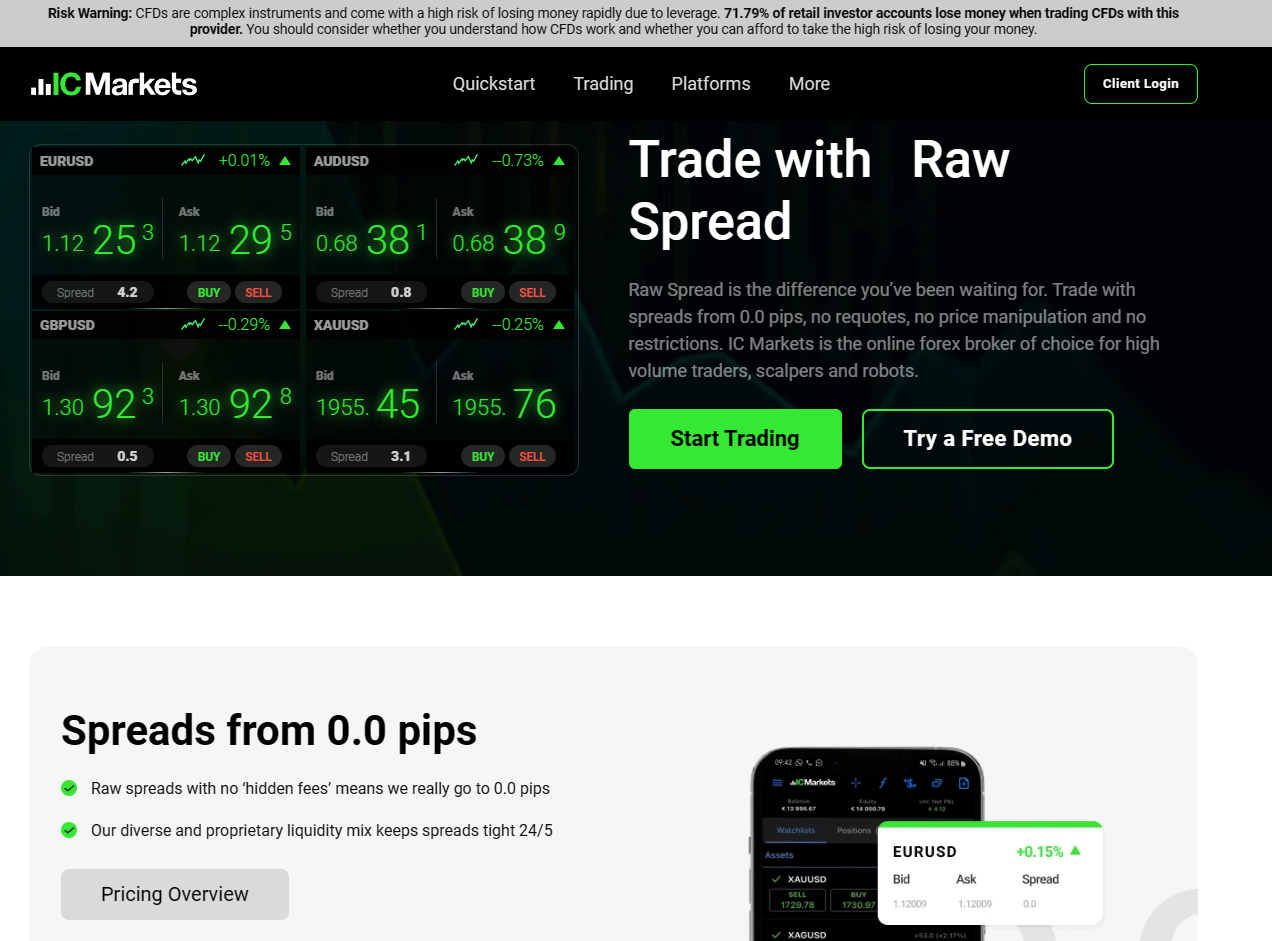 Risk Warning: CFDs are complex instruments and come with a high risk of losing money rapidly due to leverage. 71.79% of retail investor accounts lose money when trading CFDs with this
provider. You should consider whether you understand how CFDs work and whether you can afford to take the high risk of losing your money.
IC Markets
Quickstart Trading Platforms More
Client Login
EURUSD +0.01%
Bid Ask
1.12 25 3 1.12 29 5
Spread 4.2 BUY SELL
AUDUSD --0.73%
Bid Ask
0.68 38 1 0.68 38 9
Spread 0.8 BUY SELL
GBPUSD --0.29%
Bid Ask
1.30 92 3 1.30 92 8
Spread 0.5 BUY SELL
XAUUSD --0.25%
Bid Ask
1955. 45 1955. 76
Spread 3.1 BUY SELL
Trade with Raw
Spread
Raw Spread is the difference you’ve been waiting for. Trade with
spreads from 0.0 pips, no requotes, no price manipulation and no
restrictions. IC Markets is the online forex broker of choice for high
volume traders, scalpers and robots.
Start Trading
Try a Free Demo
Spreads from 0.0 pips
Raw spreads with no ‘hidden fees’ means we really go to 0.0 pips
Our diverse and proprietary liquidity mix keeps spreads tight 24/5
Pricing Overview
09:42 88%
IC Markets
Balance Equity Unr. Net P&L
€ 13 996.67 € 14 000.79 € 4.12
Watchlists Positions
Assets
XAUUSD
SELL BUY
1729.78 1730.97
XAGUSD +53.0 (+2.17%)
EURUSD +0.15%
Bid Ask Spread
1.12009 1.12009 0.0